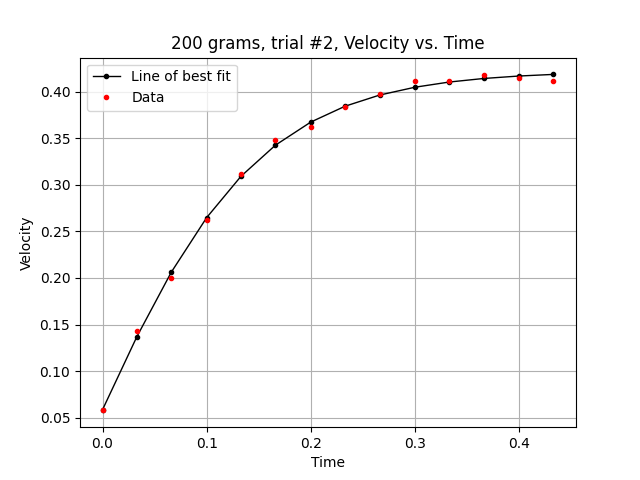 200 grams, trial #2, Velocity vs. Time
Line of best fit
Data
Velocity
0.40
0.35
0.30
0.25
0.20
0.15
0.10
0.05
0.0 0.1 0.2 0.3 0.4
Time